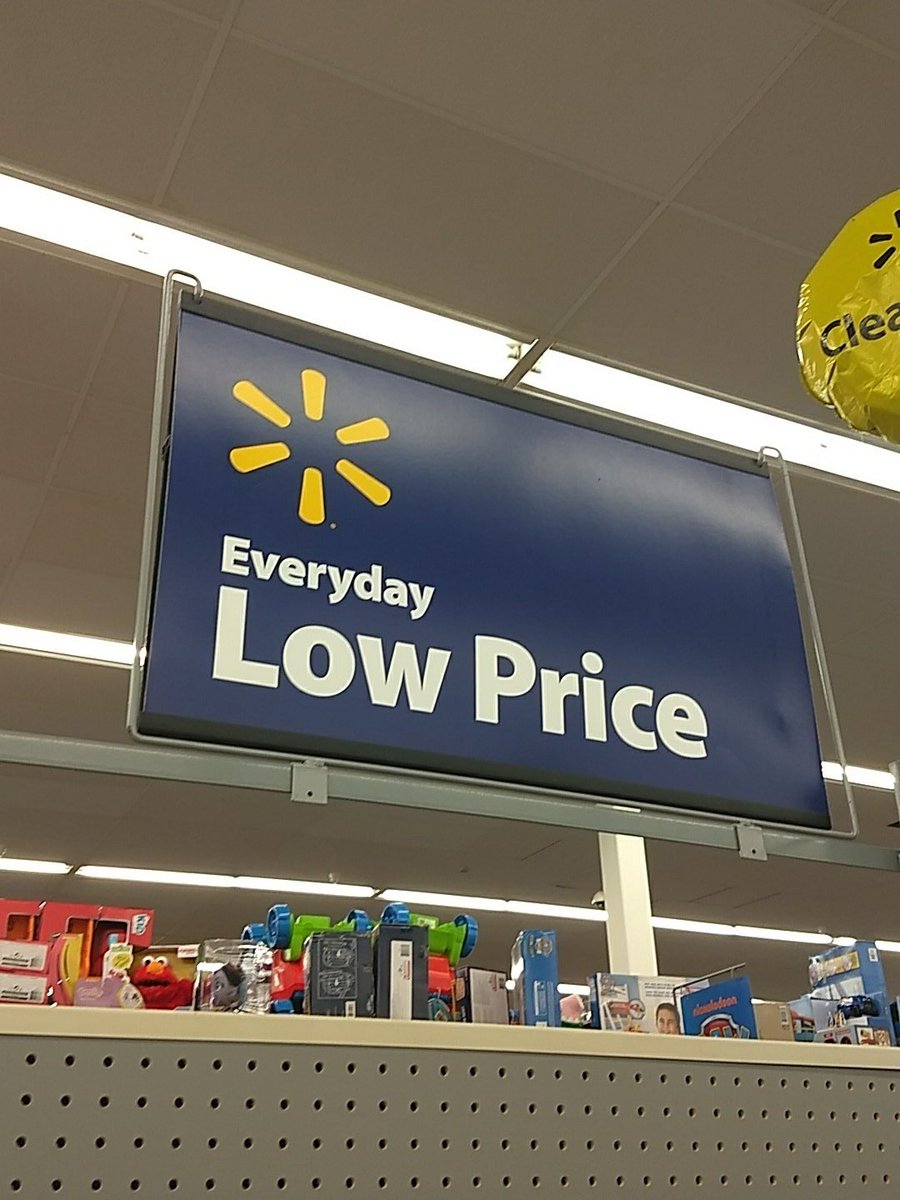 Clea
Everyday
Low Price
nickelodeon